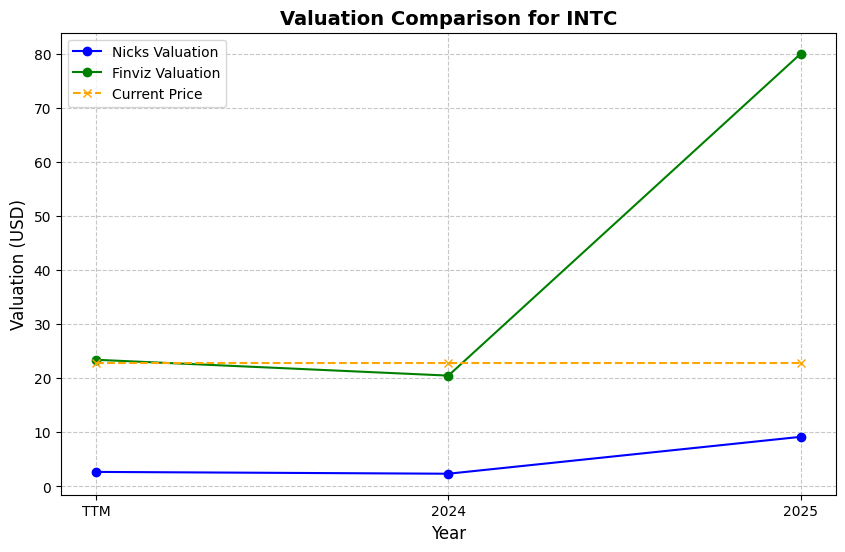 Valuation Comparison for INTC
Nicks Valuation
Finviz Valuation
Current Price
Valuation (USD)
80
70
60
50
40
30
20
10
0
TTM 2024 2025
Year